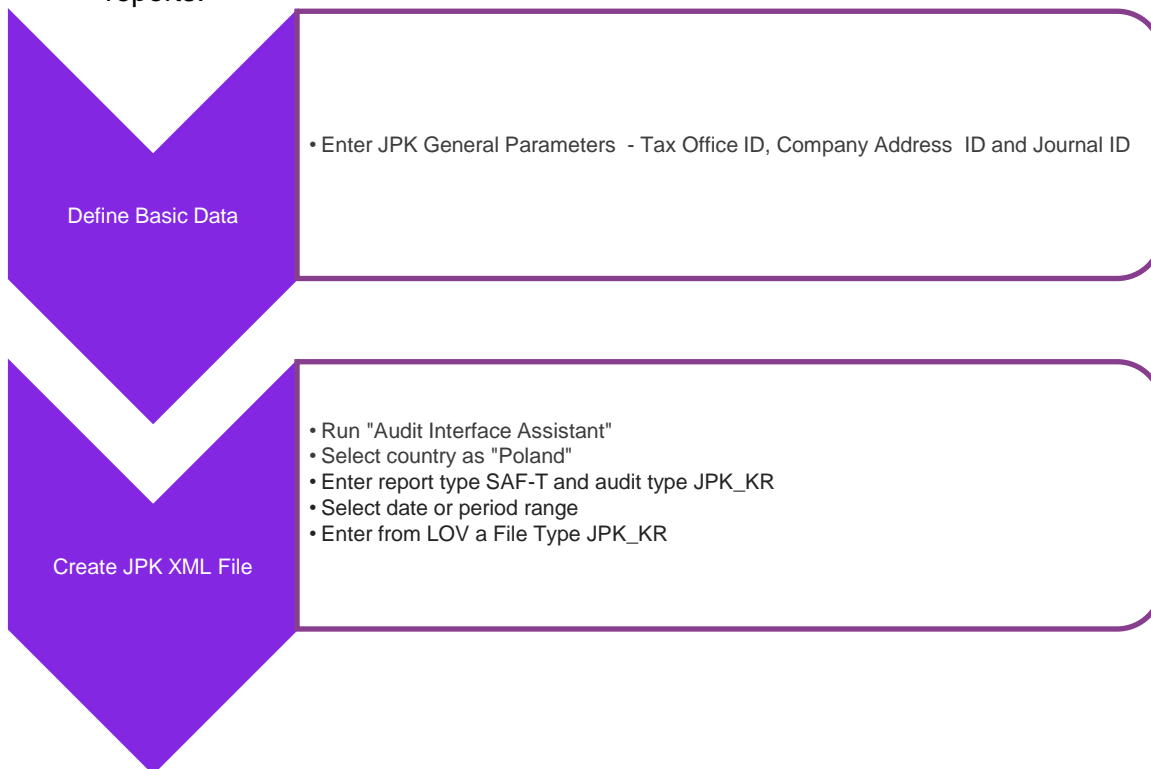 reports.
• Enter JPK General Parameters  - Tax Office ID, Company Address  ID and Journal ID
Define Basic Data
• Run "Audit Interface Assistant"
• Select country as "Poland"
• Enter report type SAF-T and audit type JPK_KR
• Select date or period range
• Enter from LOV a File Type JPK_KR
Create JPK XML File